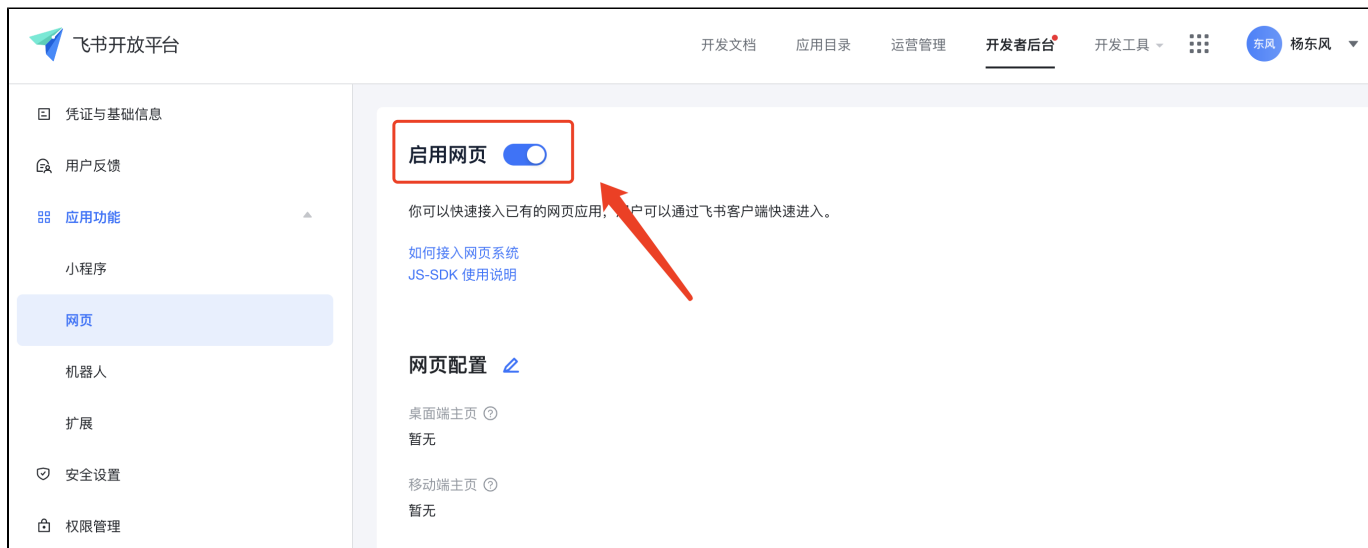 飞书开放平台
开发文档 应用目录 运营管理 开发者后台 开发工具 东风 杨东风
凭证与基础信息
用户反馈
应用功能
小程序
网页
机器人
扩展
安全设置
权限管理
启用网页
你可以快速接入已有的网页应用，户可以通过飞书客户端快速进入。
如何接入网页系统
JS-SDK 使用说明
网页配置
桌面端主页
暂无
移动端主页
暂无